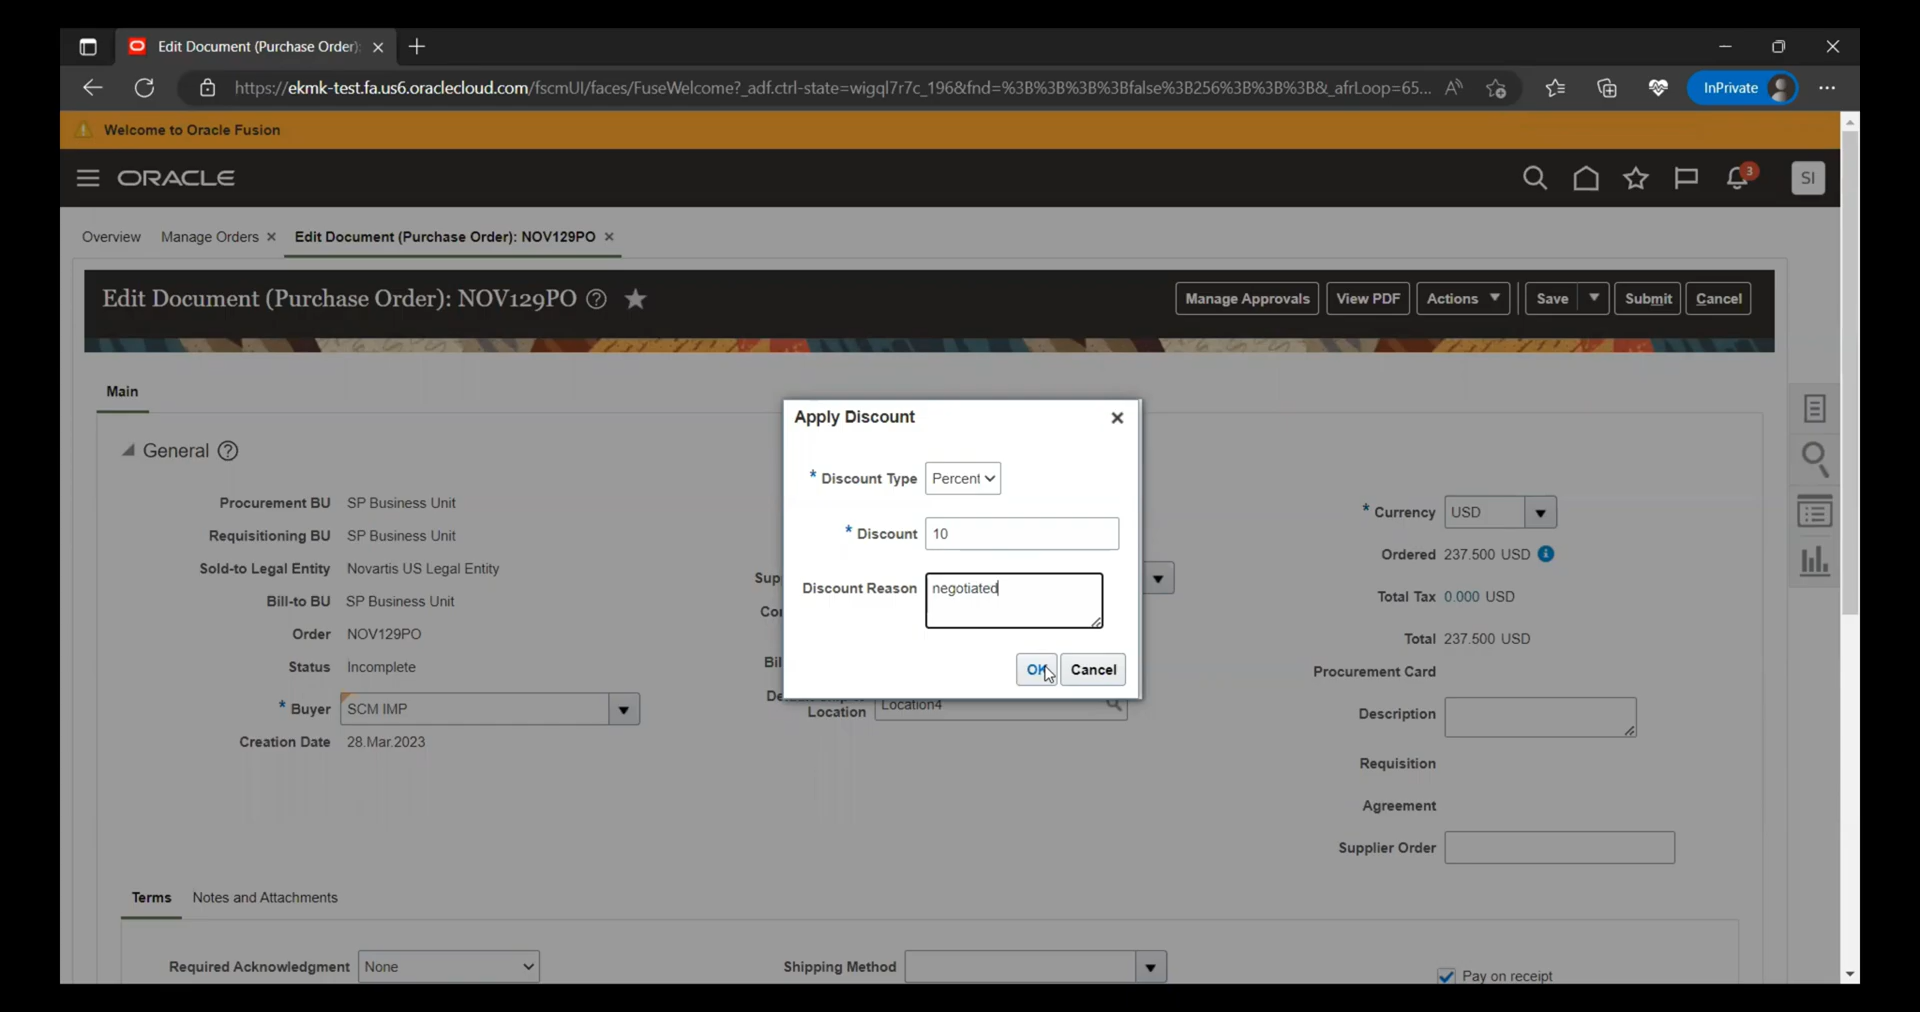 Edit Document (Purchase Order):
https://ekmk-test.fa.us6.oraclecloud.com/fscmUI/faces/FuseWelcome?_adf.ctrl-state=wigql7r7c_196&fnd=%3B%3B%3B%3Bfalse%3B256%3B%3B%3B&_afrLoop=65...
InPrivate
Welcome to Oracle Fusion
ORACLE
3
SI
Overview
Manage Orders
Edit Document (Purchase Order): NOV129PO
Edit Document (Purchase Order): NOV129PO
Manage Approvals
View PDF
Actions
Save
Submit
Cancel
Main
General
Procurement BU SP Business Unit
Requisitioning BU SP Business Unit
Sold-to Legal Entity Novartis US Legal Entity
Bill-to BU SP Business Unit
Order NOV129PO
Status Incomplete
* Buyer SCM IMP
Creation Date 28.Mar.2023
Apply Discount
* Discount Type Percent
* Discount 10
Discount Reason negotiated
OK
Cancel
Location Location4
* Currency USD
Ordered 237.500 USD
Total Tax 0.000 USD
Total 237.500 USD
Procurement Card
Description
Requisition
Agreement
Supplier Order
Terms
Notes and Attachments
Required Acknowledgment None
Shipping Method
Pay on receipt